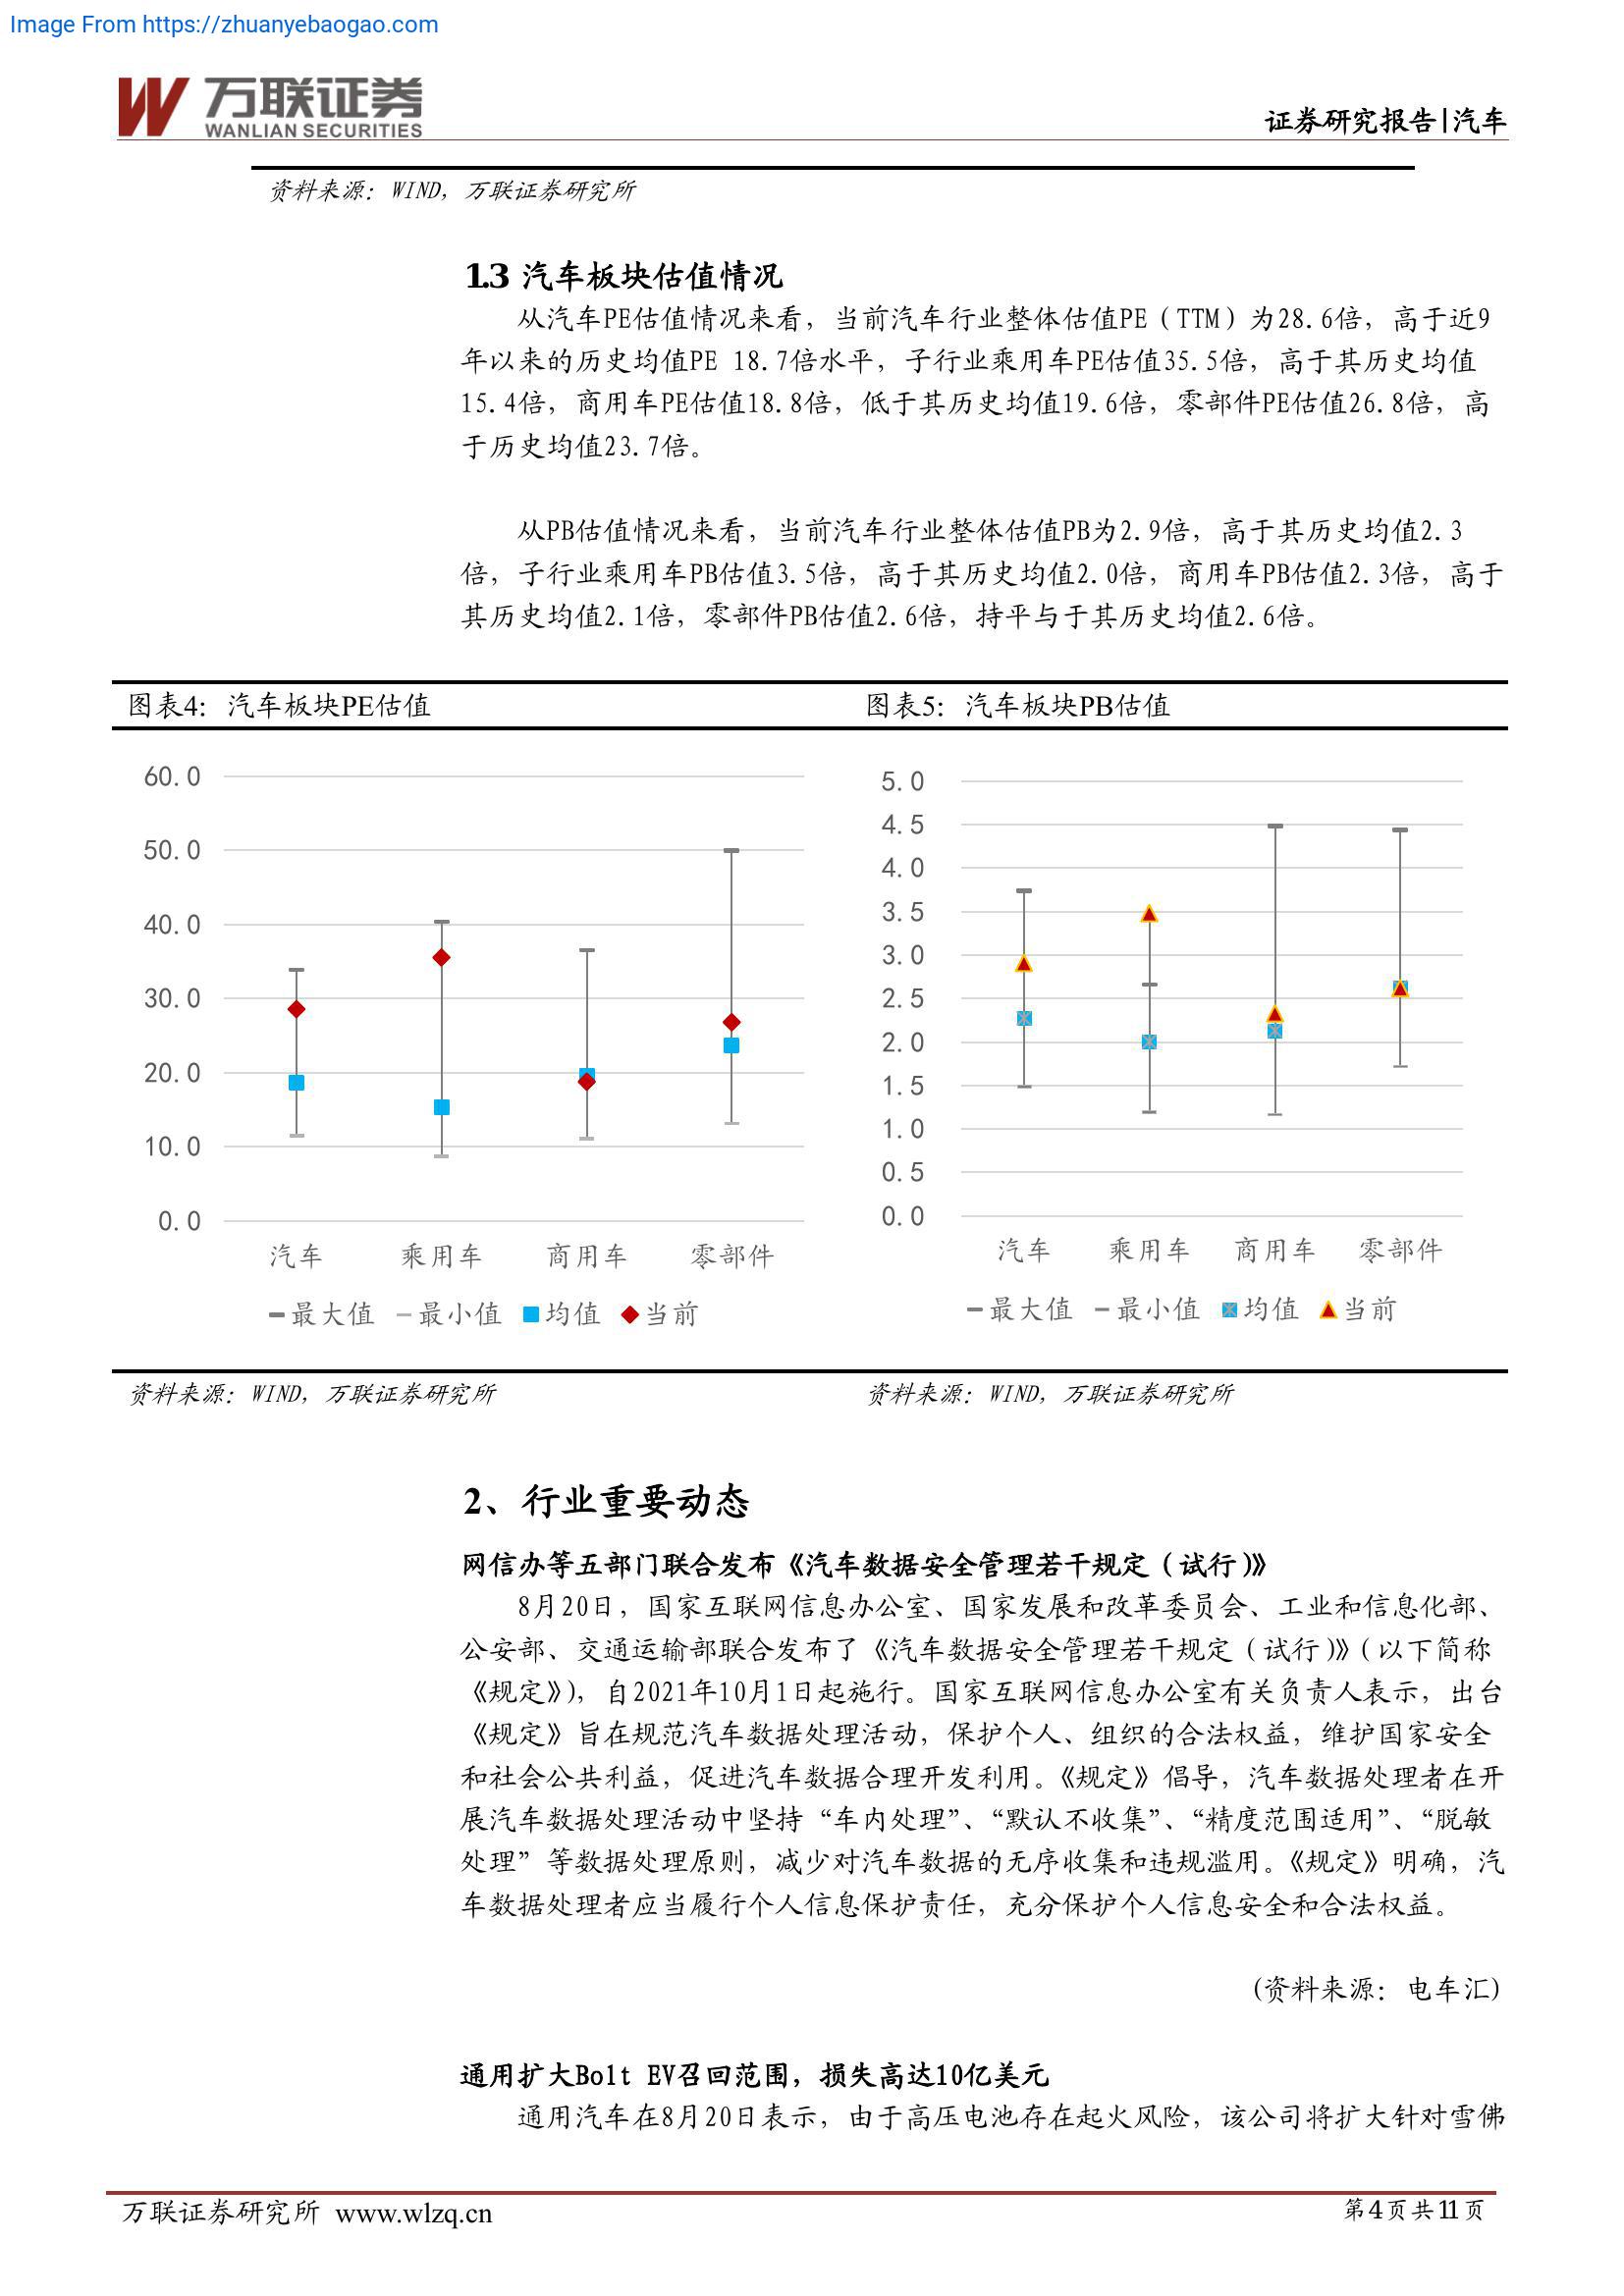 Image From https://zhuanyebaogao.com
万联证券
WANLIAN SECURITIES
证券研究报告|汽车
资料来源：WIND，万联证券研究所
1.3 汽车板块估值情况
从汽车PE估值情况来看，当前汽车行业整体估值PE（TTM）为28.6倍，高于近9
年以来的历史均值PE 18.7倍水平，子行业乘用车PE估值35.5倍，高于其历史均值
15.4倍，商用车PE估值18.8倍，低于其历史均值19.6倍，零部件PE估值26.8倍，高
于历史均值23.7倍。
从PB估值情况来看，当前汽车行业整体估值PB为2.9倍，高于其历史均值2.3
倍，子行业乘用车PB估值3.5倍，高于其历史均值2.0倍，商用车PB估值2.3倍，高于
其历史均值2.1倍，零部件PB估值2.6倍，持平与于其历史均值2.6倍。
图表4：汽车板块PE估值
60.0
50.0
40.0
30.0
20.0
10.0
0.0
汽车 乘用车 商用车 零部件
最大值 最小值 均值 当前
资料来源：WIND，万联证券研究所
图表5：汽车板块PB估值
5.0
4.5
4.0
3.5
3.0
2.5
2.0
1.5
1.0
0.5
0.0
汽车 乘用车 商用车 零部件
最大值 最小值 均值 当前
资料来源：WIND，万联证券研究所
2、行业重要动态
网信办等五部门联合发布《汽车数据安全管理若干规定（试行）》
8月20日，国家互联网信息办公室、国家发展和改革委员会、工业和信息化部、
公安部、交通运输部联合发布了《汽车数据安全管理若干规定（试行）》（以下简称
《规定》），自2021年10月1日起施行。国家互联网信息办公室有关负责人表示，出台
《规定》旨在规范汽车数据处理活动，保护个人、组织的合法权益，维护国家安全
和社会公共利益，促进汽车数据合理开发利用。《规定》倡导，汽车数据处理者在开
展汽车数据处理活动中坚持“车内处理”、“默认不收集”、“精度范围适用”、“脱敏
处理”等数据处理原则，减少对汽车数据的无序收集和违规滥用。《规定》明确，汽
车数据处理者应当履行个人信息保护责任，充分保护个人信息安全和合法权益。
(资料来源：电车汇)
通用扩大Bolt EV召回范围，损失高达10亿美元
通用汽车在8月20日表示，由于高压电池存在起火风险，该公司将扩大针对雪佛
万联证券研究所 www.wlzq.cn
第4页共11页